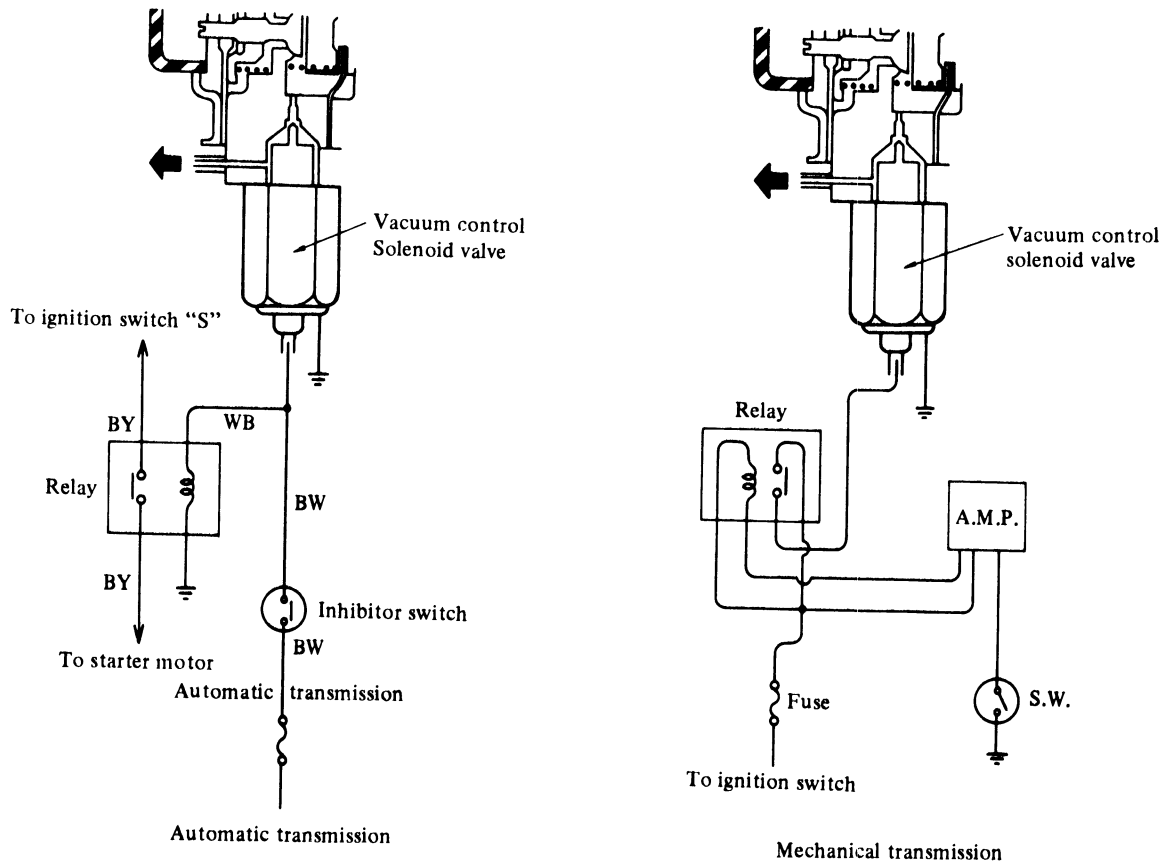 Vacuum control
Solenoid valve
To ignition switch “S”
BY
WB
Relay
BW
BY
Inhibitor switch
BW
To starter motor
Automatic transmission
Automatic transmission
Vacuum control
solenoid valve
Relay
A.M.P.
Fuse
S.W.
To ignition switch
Mechanical transmission